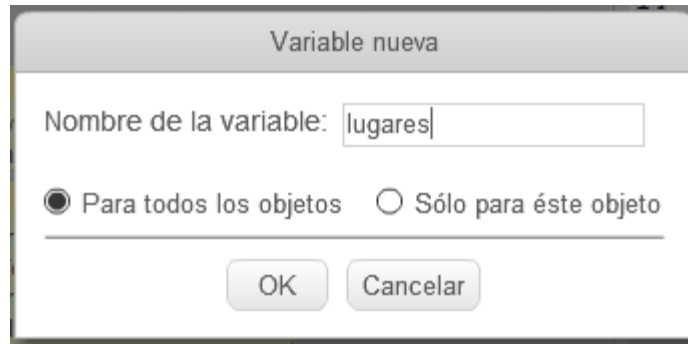 Variable nueva
Nombre de la variable: lugares
Para todos los objetos Sólo para éste objeto
OK Cancelar